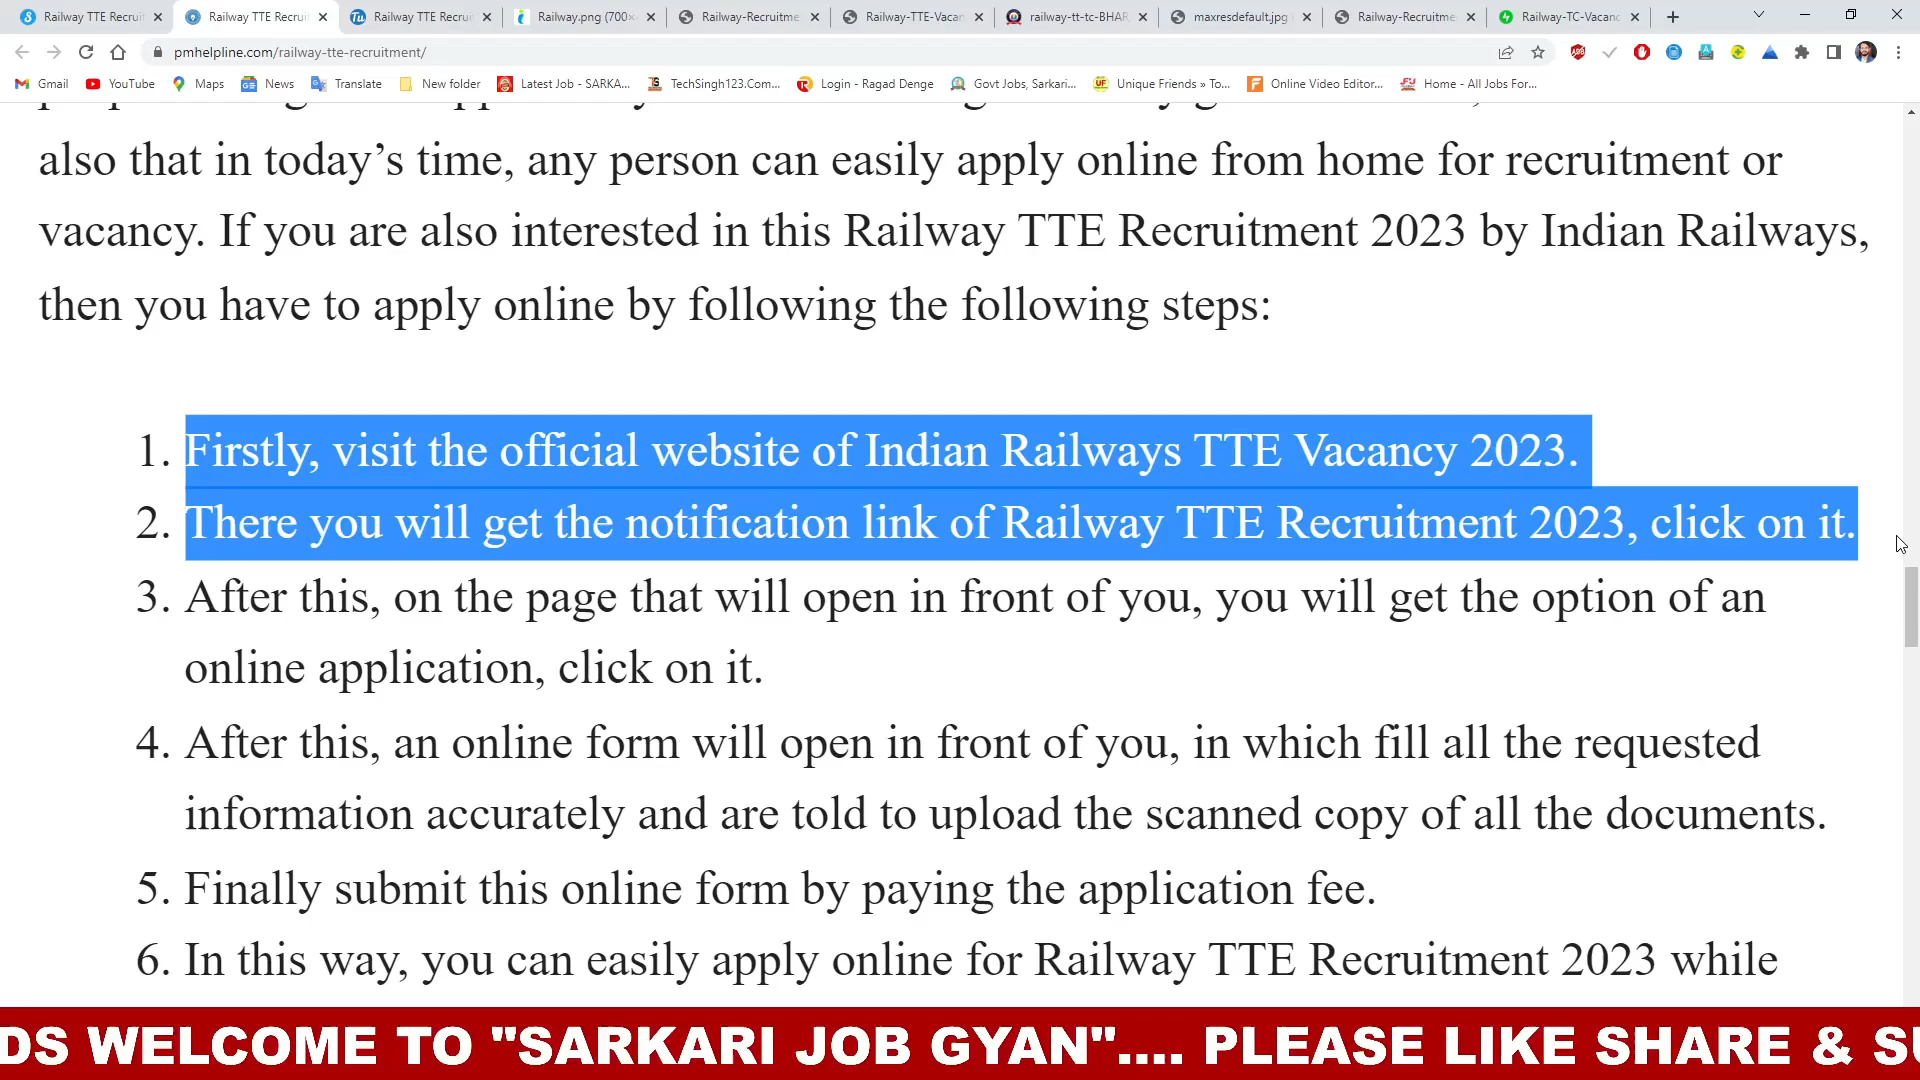 Railway TTE Recruit
Railway TTE Recrui
Railway TTE Recrui
Railway.png (700×
Railway-Recruitme
Railway-TTE-Vacan
railway-tt-tc-BHAR
maxresdefault.jpg
Railway-Recruitme
Railway-TC-Vacanc
pmhelpline.com/railway-tte-recruitment/
Gmail
YouTube
Maps
News
Translate
New folder
Latest Job - SARKA...
TechSingh123.Com...
Login - Ragad Denge
Govt Jobs, Sarkari...
Unique Friends » To...
Online Video Editor...
Home - All Jobs For...
also that in today’s time, any person can easily apply online from home for recruitment or
vacancy. If you are also interested in this Railway TTE Recruitment 2023 by Indian Railways,
then you have to apply online by following the following steps:
1. Firstly, visit the official website of Indian Railways TTE Vacancy 2023.
2. There you will get the notification link of Railway TTE Recruitment 2023, click on it.
3. After this, on the page that will open in front of you, you will get the option of an
online application, click on it.
4. After this, an online form will open in front of you, in which fill all the requested
information accurately and are told to upload the scanned copy of all the documents.
5. Finally submit this online form by paying the application fee.
6. In this way, you can easily apply online for Railway TTE Recruitment 2023 while
DS WELCOME TO "SARKARI JOB GYAN".... PLEASE LIKE SHARE & SU